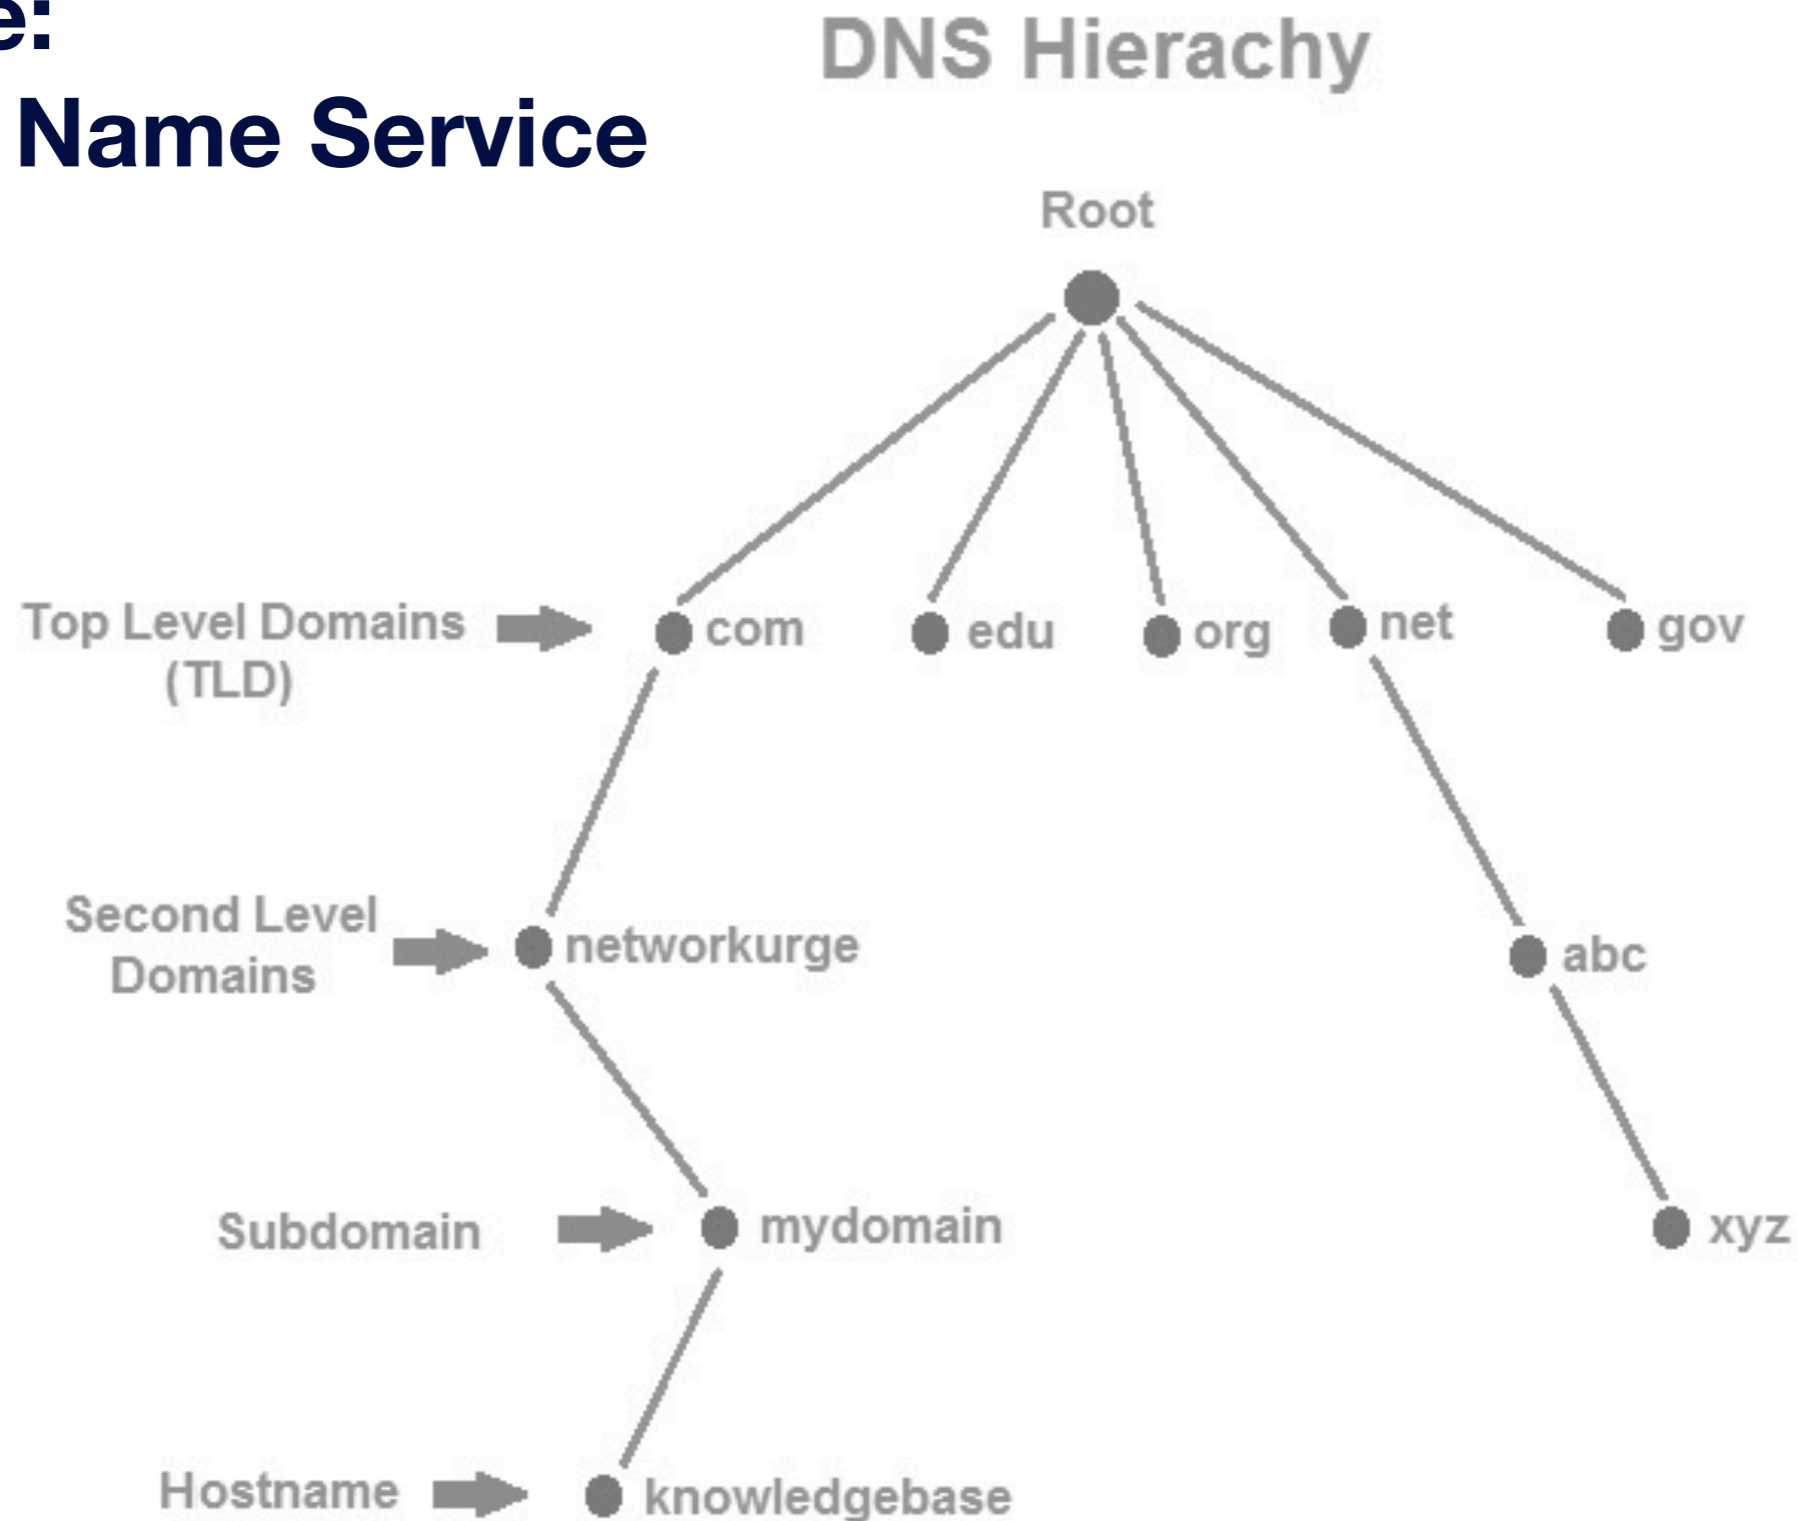 e:
Name Service
DNS Hierachy
Root
Top Level Domains
(TLD)
com
edu
org
net
gov
Second Level
Domains
networkurge
abc
Subdomain
mydomain
xyz
Hostname
knowledgebase